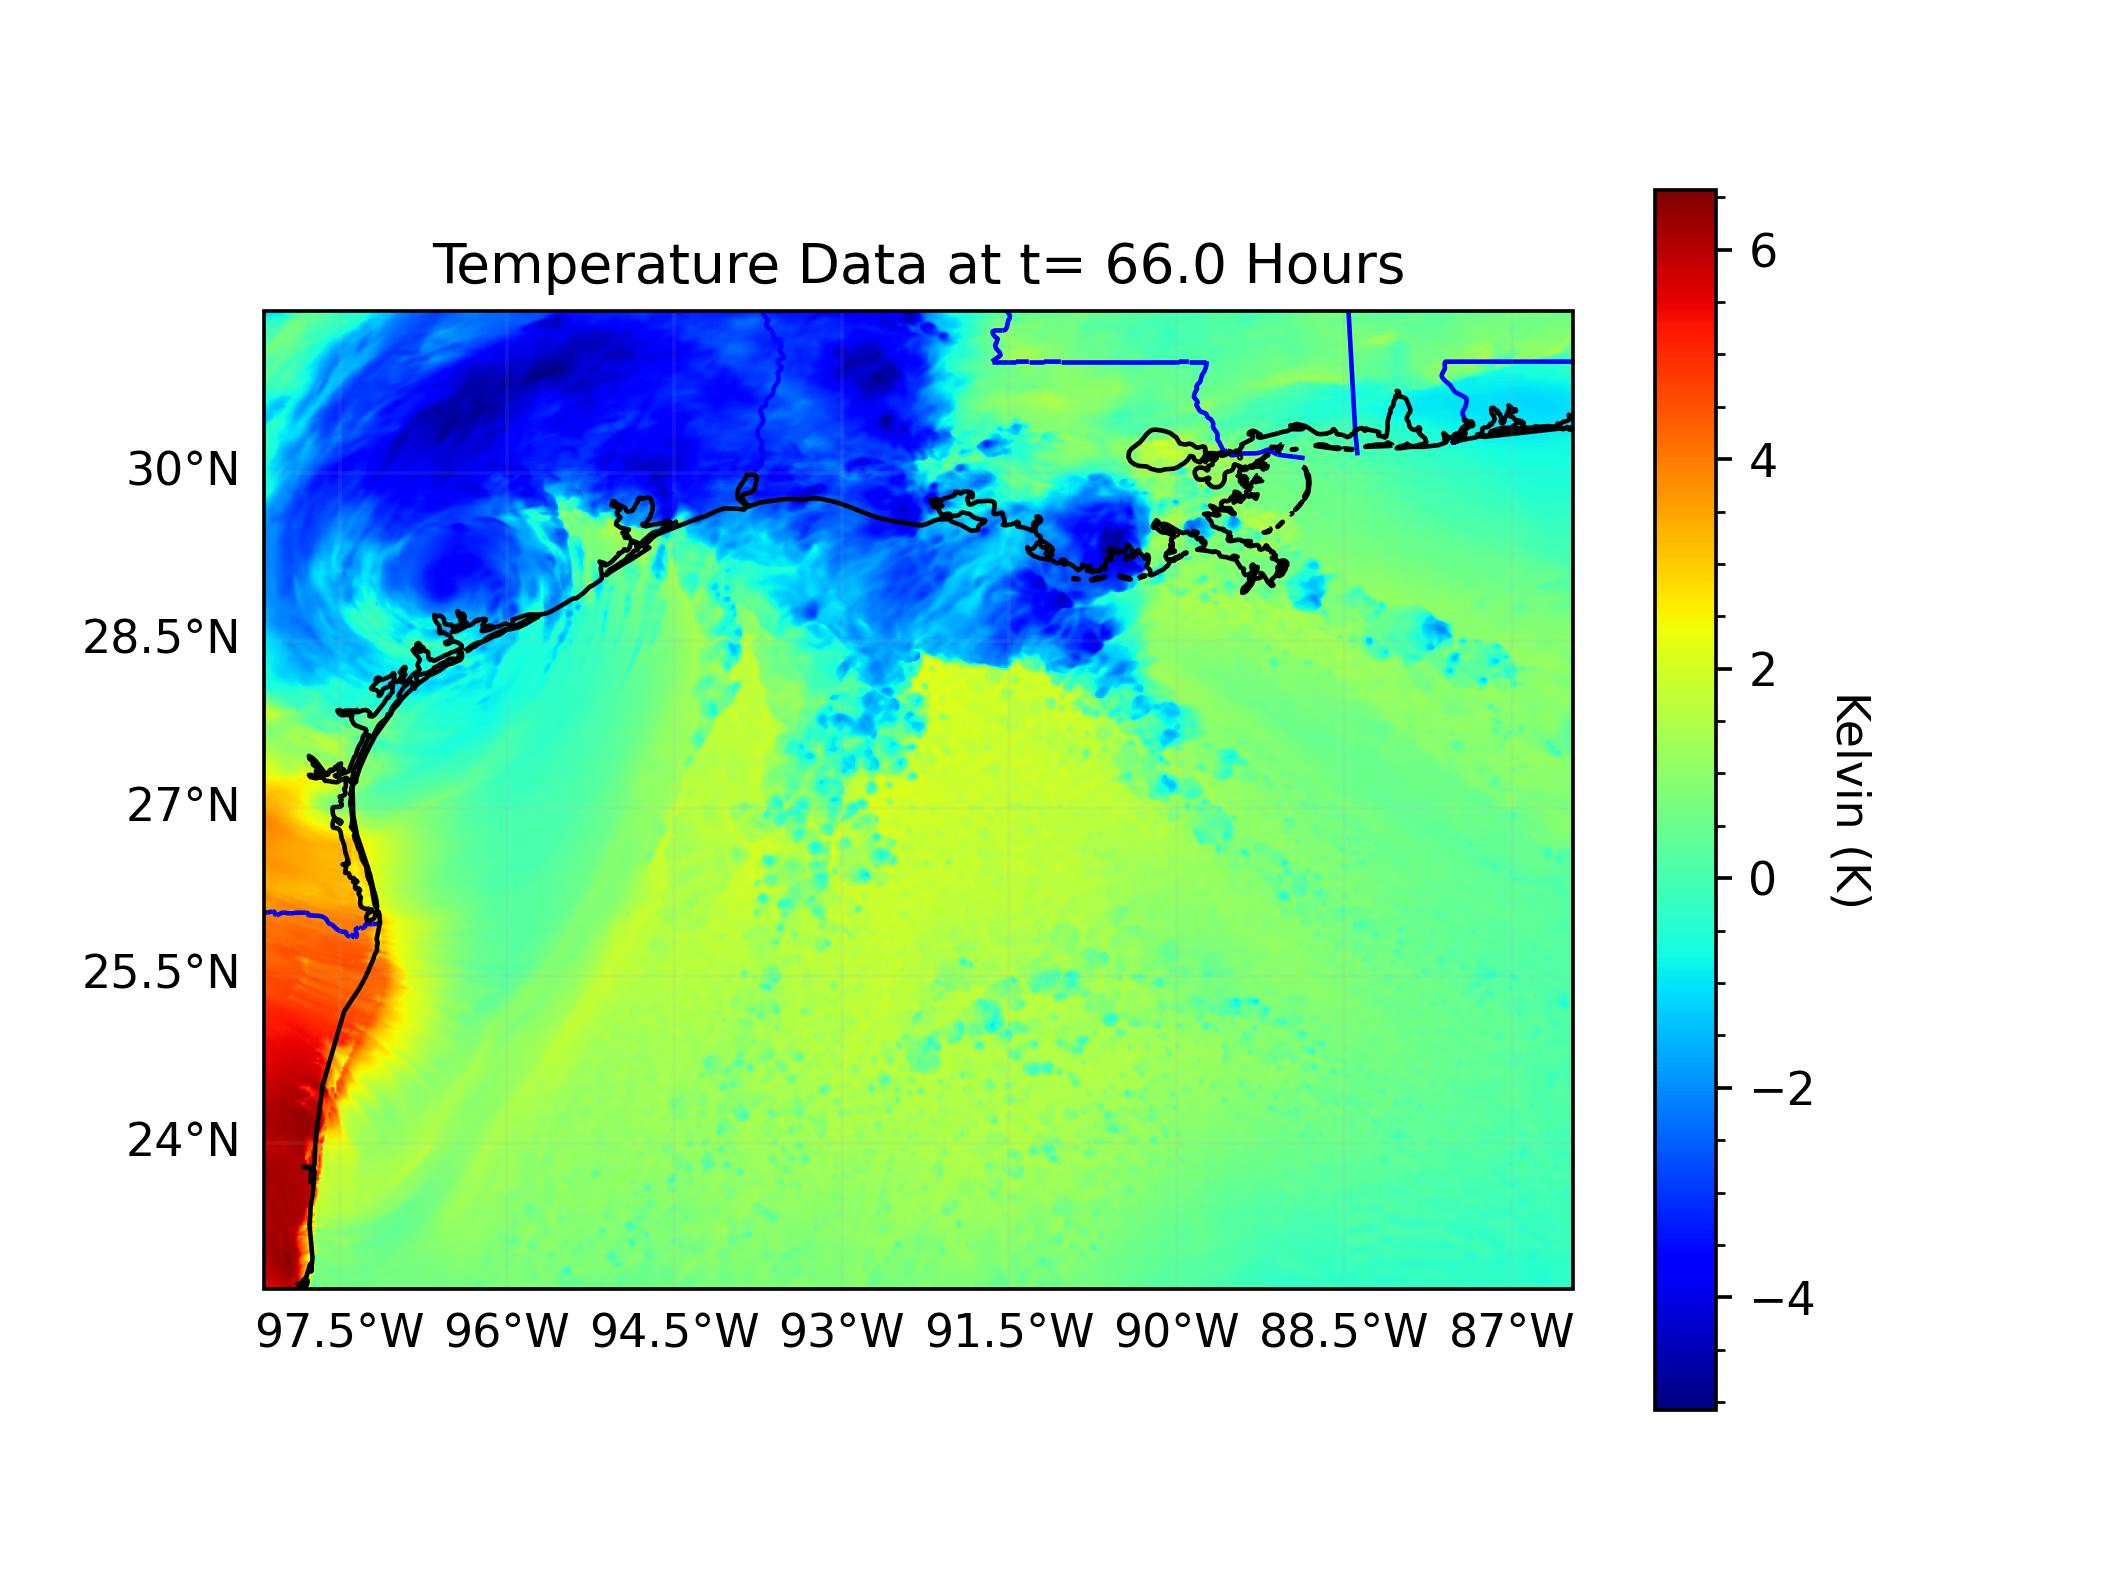 Temperature Data at t= 66.0 Hours
30°N
28.5°N
27°N
25.5°N
24°N
97.5°W 96°W 94.5°W 93°W 91.5°W 90°W 88.5°W 87°W
6
4
2
0
−2
−4
Kelvin (K)